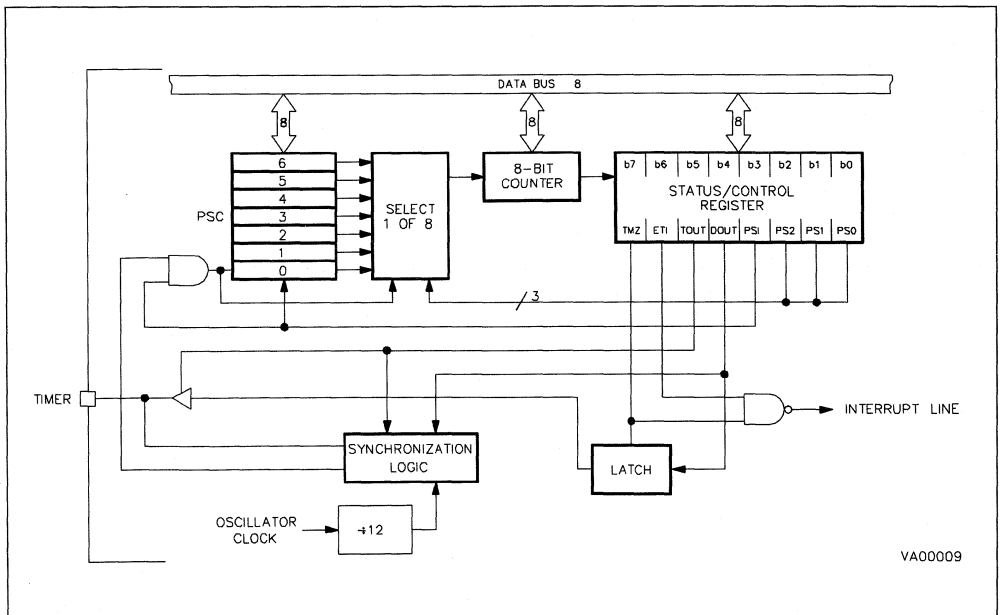 DATA BUS 8
8
8
8
6
5
4
3
2
1
0
PSC
SELECT
1 OF 8
8-BIT
COUNTER
b7 b6 b5 b4 b3 b2 b1 b0
STATUS/CONTROL
REGISTER
TMZ ETI TOUT DOUT PSI PS2 PS1 PS0
3
TIMER
SYNCHRONIZATION
LOGIC
LATCH
INTERRUPT LINE
OSCILLATOR
CLOCK
÷12
VA00009